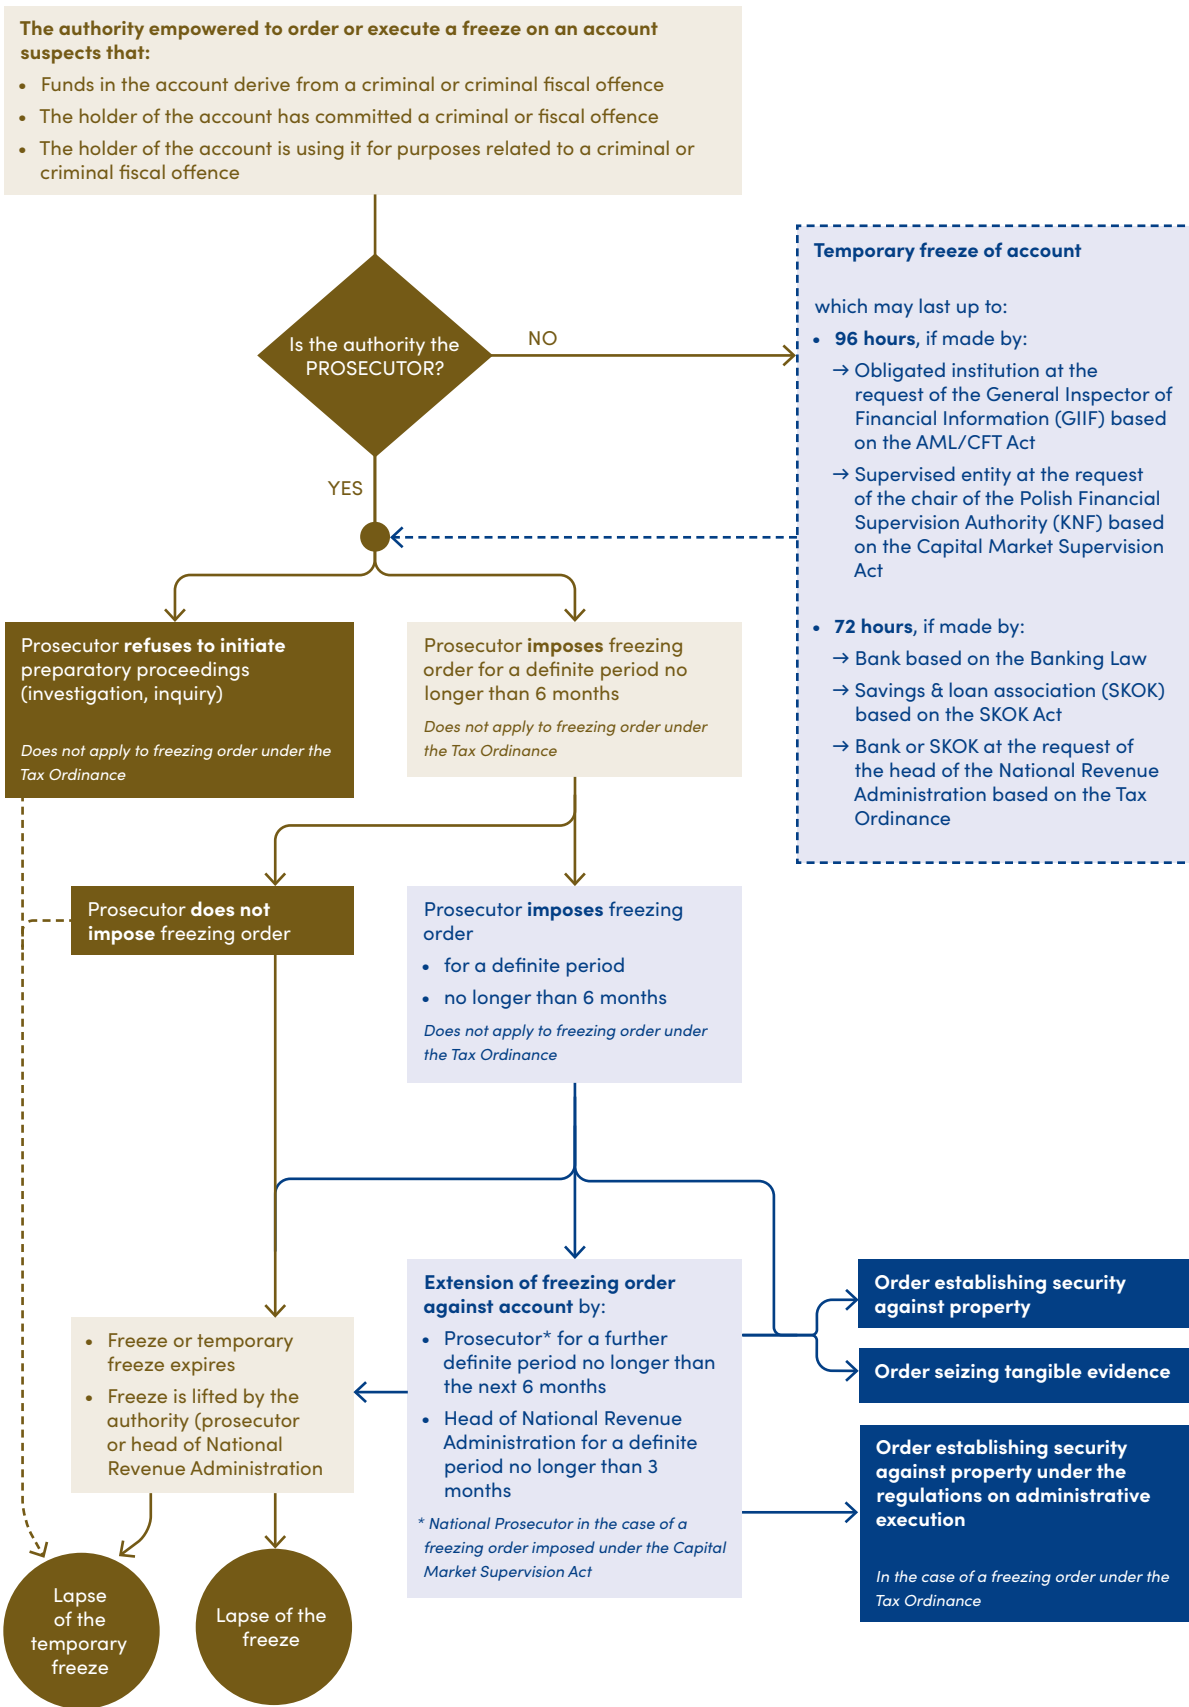 The authority empowered to order or execute a freeze on an account
suspects that:
• Funds in the account derive from a criminal or criminal fiscal offence
• The holder of the account has committed a criminal or fiscal offence
• The holder of the account is using it for purposes related to a criminal or
criminal fiscal offence
Is the authority the
PROSECUTOR?
NO
YES
Temporary freeze of account
which may last up to:
• 96 hours, if made by:
→ Obligated institution at the
request of the General Inspector of
Financial Information (GIIF) based
on the AML/CFT Act
→ Supervised entity at the request
of the chair of the Polish Financial
Supervision Authority (KNF) based
on the Capital Market Supervision
Act
• 72 hours, if made by:
→ Bank based on the Banking Law
→ Savings & loan association (SKOK)
based on the SKOK Act
→ Bank or SKOK at the request of
the head of the National Revenue
Administration based on the Tax
Ordinance
Prosecutor refuses to initiate
preparatory proceedings
(investigation, inquiry)
Does not apply to freezing order under the
Tax Ordinance
Prosecutor imposes freezing
order for a definite period no
longer than 6 months
Does not apply to freezing order under
the Tax Ordinance
Prosecutor does not
impose freezing order
Prosecutor imposes freezing
order
• for a definite period
• no longer than 6 months
Does not apply to freezing order under
the Tax Ordinance
Extension of freezing order
against account by:
• Prosecutor* for a further
definite period no longer than
the next 6 months
• Head of National Revenue
Administration for a definite
period no longer than 3
months
* National Prosecutor in the case of a
freezing order imposed under the Capital
Market Supervision Act
Order establishing security
against property
Order seizing tangible evidence
Order establishing security
against property under the
regulations on administrative
execution
In the case of a freezing order under the
Tax Ordinance
• Freeze or temporary
freeze expires
• Freeze is lifted by the
authority (prosecutor
or head of National
Revenue Administration
Lapse
of the
temporary
freeze
Lapse of the
freeze